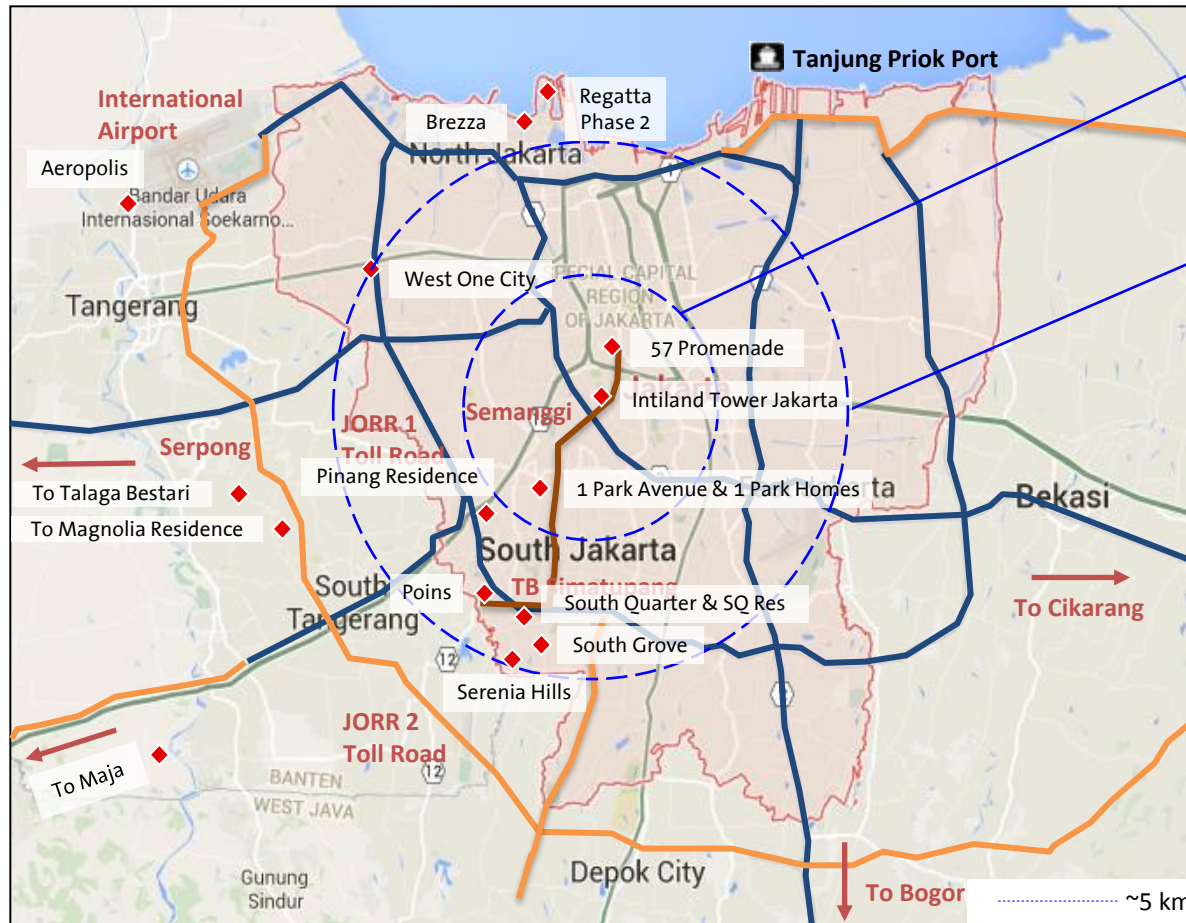 Tanjung Priok Port
International
Airport
Regatta
Phase 2
Brezza
North Jakarta
Aeropolis
Bandar Udara
Internasional Soekarno...
West One City
SPECIAL CAPITAL
REGION
OF JAKARTA
Tangerang
57 Promenade
Jakarta
Intiland Tower Jakarta
Semanggi
12
JORR 1
Toll Road
Serpong
Pinang Residence
To Talaga Bestari
1 Park Avenue & 1 Park Homes
Bekasi
To Magnolia Residence
South Jakarta
TB Simatupang
South
Tangerang
Poins
South Quarter & SQ Res
To Cikarang
South Grove
12
Serenia Hills
JORR 2
Toll Road
12
To Maja
BANTEN
WEST JAVA
Depok City
Gunung
Sindur
To Bogor
~5 km